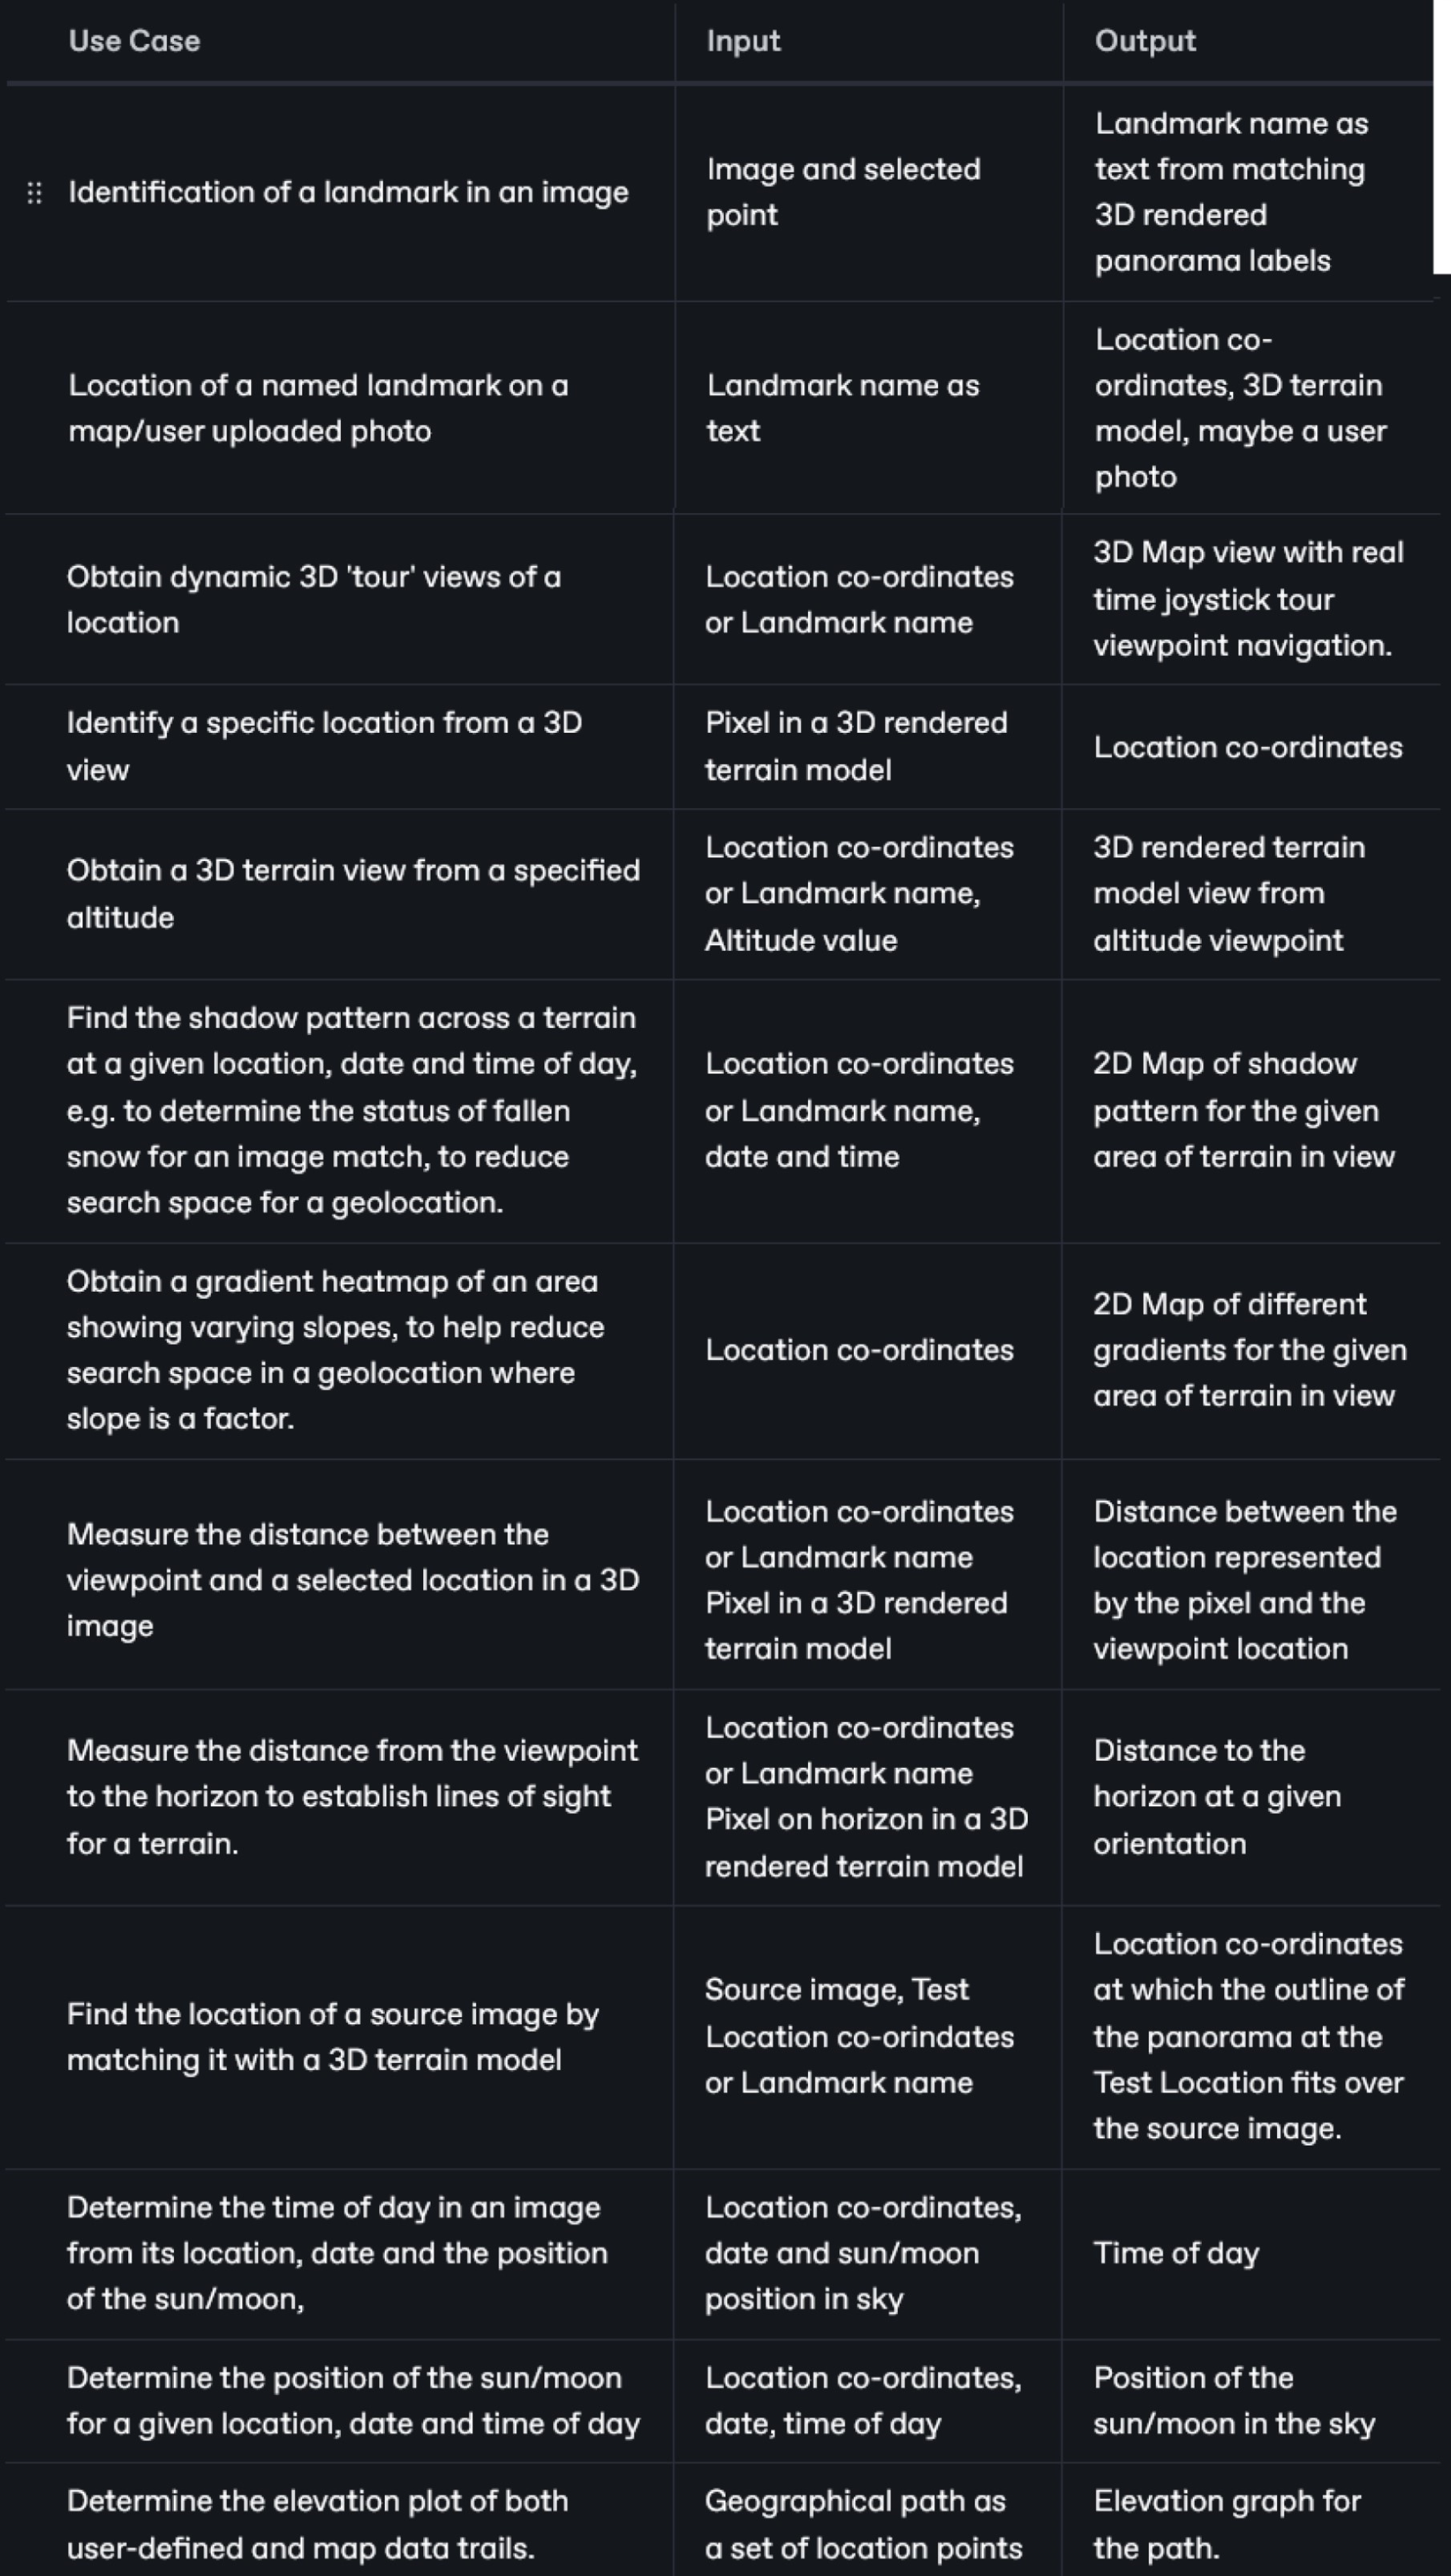 Use Case
Input
Output
Identification of a landmark in an image
Image and selected
point
Landmark name as
text from matching
3D rendered
panorama labels
Location of a named landmark on a
map/user uploaded photo
Landmark name as
text
Location co-
ordinates, 3D terrain
model, maybe a user
photo
Obtain dynamic 3D 'tour' views of a
location
Location co-ordinates
or Landmark name
3D Map view with real
time joystick tour
viewpoint navigation.
Identify a specific location from a 3D
view
Pixel in a 3D rendered
terrain model
Location co-ordinates
Obtain a 3D terrain view from a specified
altitude
Location co-ordinates
or Landmark name,
Altitude value
3D rendered terrain
model view from
altitude viewpoint
Find the shadow pattern across a terrain
at a given location, date and time of day,
e.g. to determine the status of fallen
snow for an image match, to reduce
search space for a geolocation.
Location co-ordinates
or Landmark name,
date and time
2D Map of shadow
pattern for the given
area of terrain in view
Obtain a gradient heatmap of an area
showing varying slopes, to help reduce
search space in a geolocation where
slope is a factor.
Location co-ordinates
2D Map of different
gradients for the given
area of terrain in view
Measure the distance between the
viewpoint and a selected location in a 3D
image
Location co-ordinates
or Landmark name
Pixel in a 3D rendered
terrain model
Distance between the
location represented
by the pixel and the
viewpoint location
Measure the distance from the viewpoint
to the horizon to establish lines of sight
for a terrain.
Location co-ordinates
or Landmark name
Pixel on horizon in a 3D
rendered terrain model
Distance to the
horizon at a given
orientation
Find the location of a source image by
matching it with a 3D terrain model
Source image, Test
Location co-orindates
or Landmark name
Location co-ordinates
at which the outline of
the panorama at the
Test Location fits over
the source image.
Determine the time of day in an image
from its location, date and the position
of the sun/moon,
Location co-ordinates,
date and sun/moon
position in sky
Time of day
Determine the position of the sun/moon
for a given location, date and time of day
Location co-ordinates,
date, time of day
Position of the
sun/moon in the sky
Determine the elevation plot of both
user-defined and map data trails.
Geographical path as
a set of location points
Elevation graph for
the path.